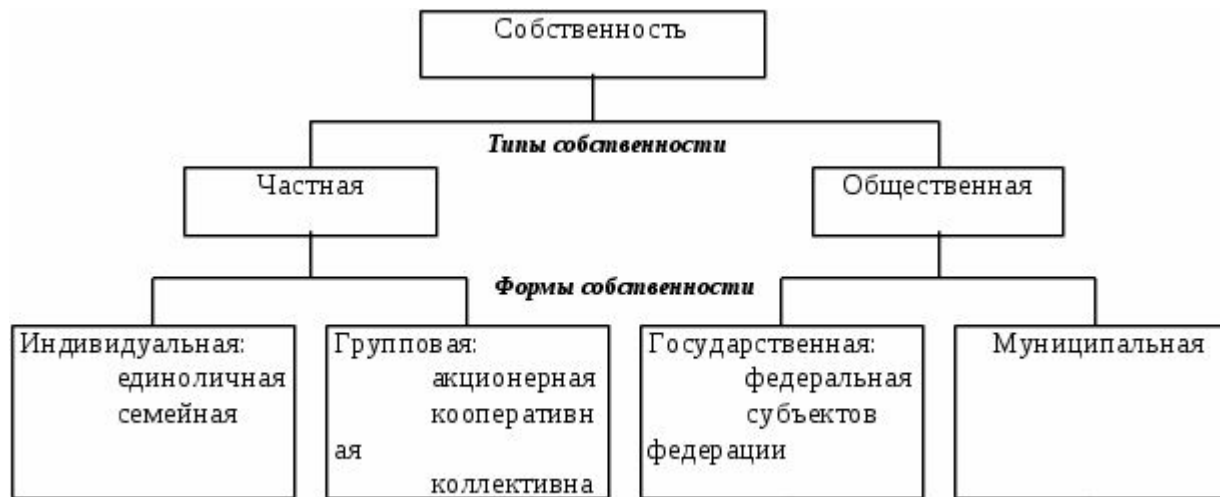 Собственность
Типы собственности
Частная
Общественная
Формы собственности
Индивидуальная:
единоличная
семейная
Групповая:
акционерная
кооперативн
ая
коллективна
Государственная:
федеральная
субъектов
федерации
Муниципальная